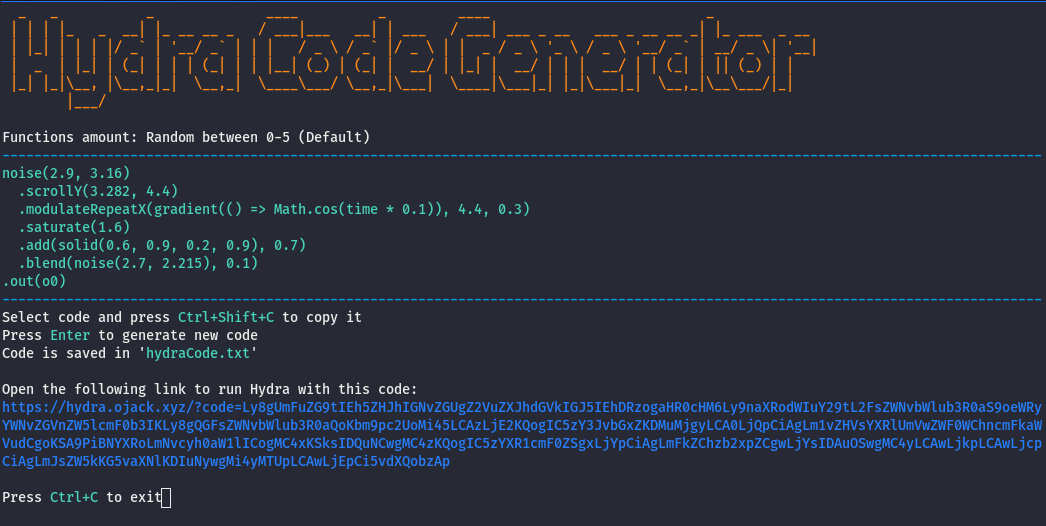 Hydra Code Generator
Functions amount: Random between 0-5 (Default)
noise(2.9, 3.16)
  .scrollY(3.282, 4.4)
  .modulateRepeatX(gradient(() => Math.cos(time * 0.1)), 4.4, 0.3)
  .saturate(1.6)
  .add(solid(0.6, 0.9, 0.2, 0.9), 0.7)
  .blend(noise(2.7, 2.215), 0.1)
.out(o0)
Select code and press Ctrl+Shift+C to copy it
Press Enter to generate new code
Code is saved in 'hydraCode.txt'
Open the following link to run Hydra with this code:
https://hydra.ojack.xyz/?code=Ly8gUmFuZG9tIEh5ZHJhIGNvZGUgZ2VuZXJhdGVkIGJ5IEhDRzogaHR0cHM6Ly9naXRodWIuY29tL2FsZWNvbWlub3R0aS9oeWRy
YWNvZGVnZW5lcmF0b3IKLy8gQGFsZWNvbWlub3R0aQoKbm9pc2UoMi45LCAzLjE2KQogIC5zY3JvbGxZKDMuMjgyLCA0LjQpCiAgLm1vZHVsYXRlUmVwZWF0WChncmFkaW
VudCgoKSA9PiBNYXRoLmNvcyh0aW1lICogMC4xKSksIDQuNCwgMC4zKQogIC5zYXR1cmF0ZSgxLjYpCiAgLmFkZChzb2xpZCgwLjYsIDAuOSwgMC4yLCAwLjkpLCAwLjcp
CiAgLmJsZW5kKG5vaXNlKDIuNywgMi4yMTUpLCAwLjEpCi5vdXQobzAp
Press Ctrl+C to exit